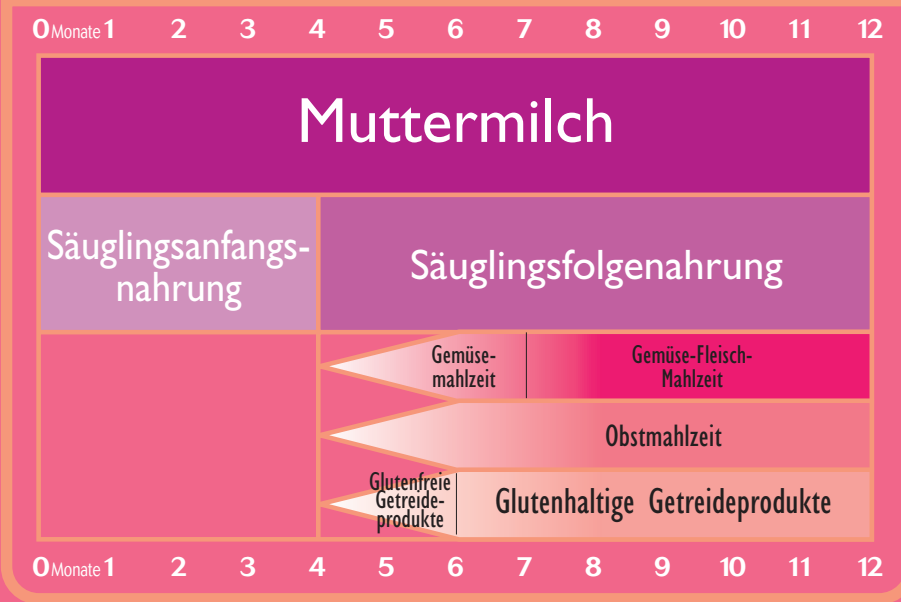 0 Monate 1 2 3 4 5 6 7 8 9 10 11 12
Muttermilch
Säuglingsanfangs-
nahrung
Säuglingsfolgenahrung
Gemüse-
mahlzeit
Gemüse-Fleisch-
Mahlzeit
Obstmahlzeit
Glutenfreie
Getreide-
produkte
Glutenhaltige Getreideprodukte
0 Monate 1 2 3 4 5 6 7 8 9 10 11 12